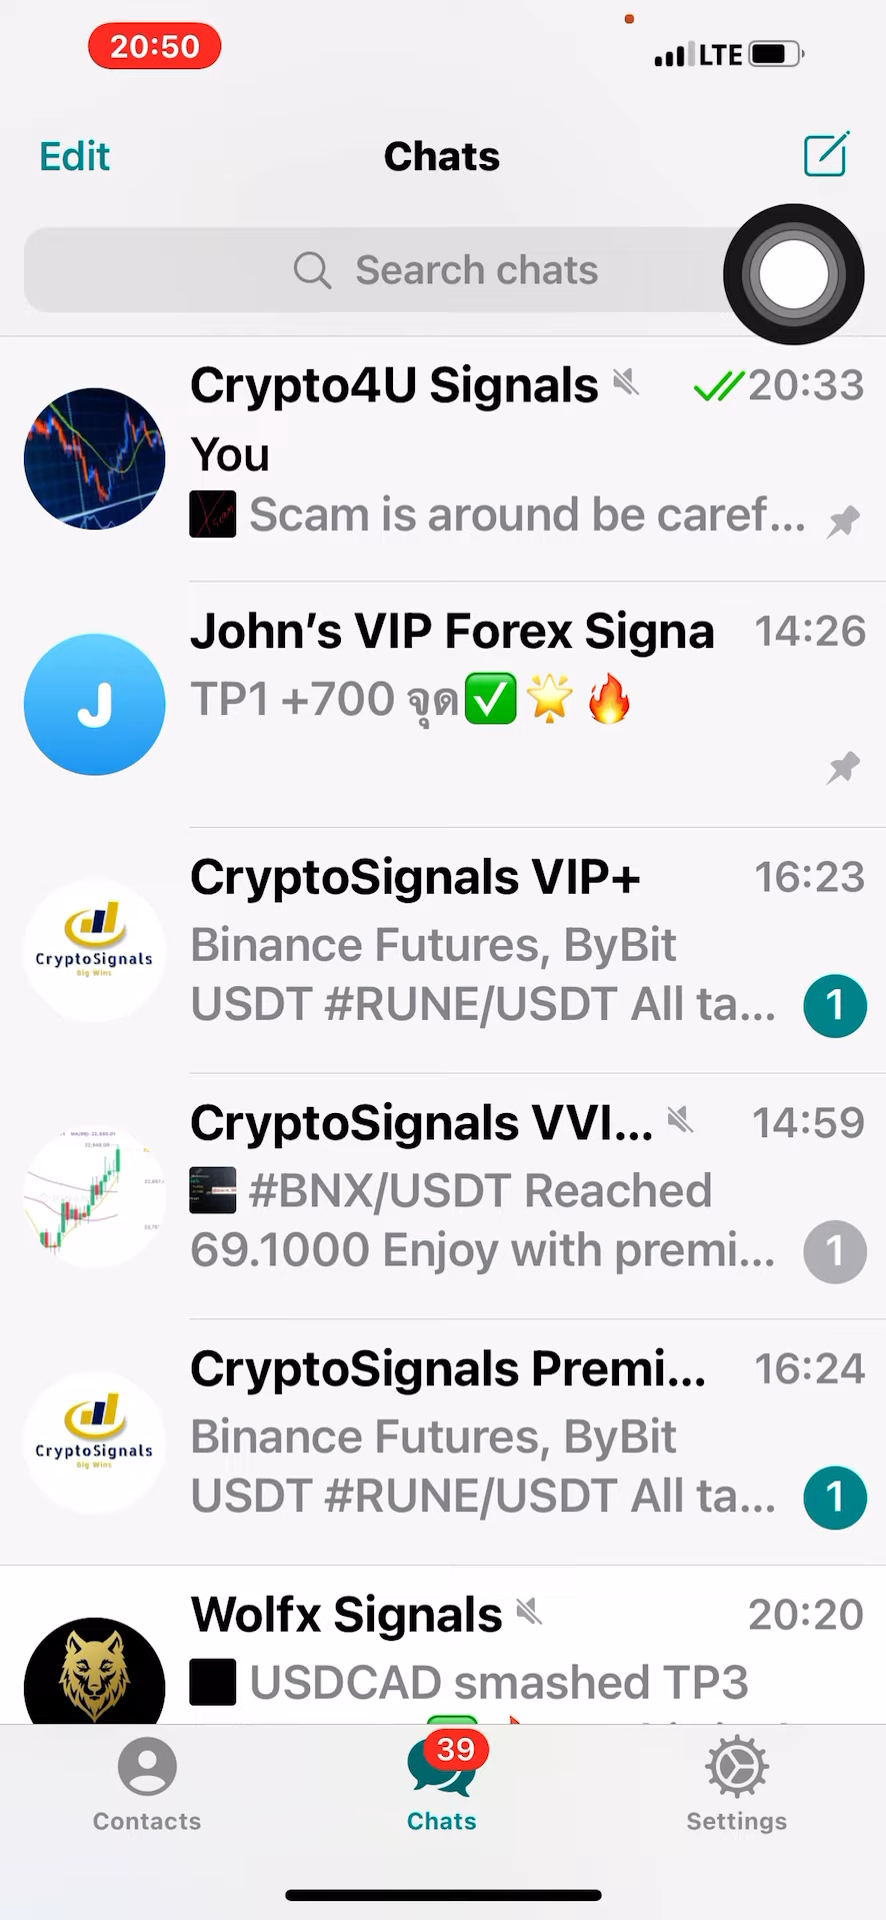 20:50
LTE
Edit
Chats
Search chats
Crypto4U Signals
20:33
You
Scam is around be caref...
John's VIP Forex Signa
14:26
J
TP1 +700 จุด✅🌟🔥
CryptoSignals VIP+
16:23
CryptoSignals
Big Wins
Binance Futures, ByBit
USDT #RUNE/USDT All ta...
1
CryptoSignals VVI...
14:59
#BNX/USDT Reached
69.1000 Enjoy with premi...
1
CryptoSignals Premi...
16:24
CryptoSignals
Big Wins
Binance Futures, ByBit
USDT #RUNE/USDT All ta...
1
Wolfx Signals
20:20
USDCAD smashed TP3
39
Contacts
Chats
Settings